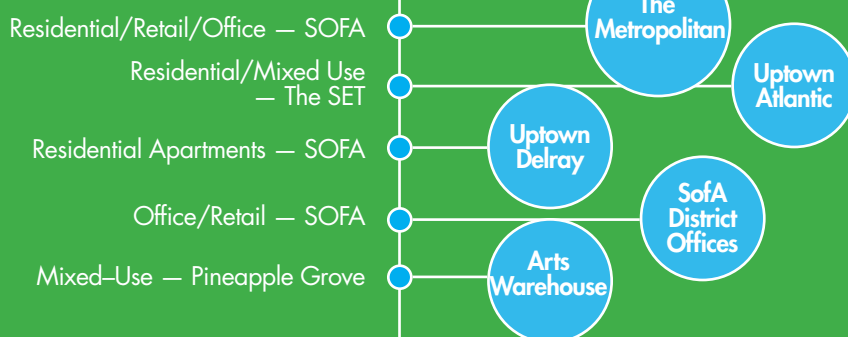 The
Metropolitan
Residential/Retail/Office — SOFA
Residential/Mixed Use
— The SET
Uptown
Atlantic
Residential Apartments — SOFA
Uptown
Delray
Office/Retail — SOFA
SofA
District
Offices
Mixed–Use — Pineapple Grove
Arts
Warehouse